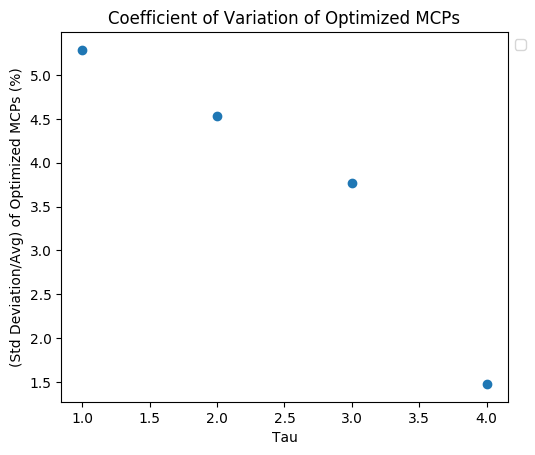 Coefficient of Variation of Optimized MCPs
(Std Deviation/Avg) of Optimized MCPs (%)
5.0
4.5
4.0
3.5
3.0
2.5
2.0
1.5
1.0 1.5 2.0 2.5 3.0 3.5 4.0
Tau